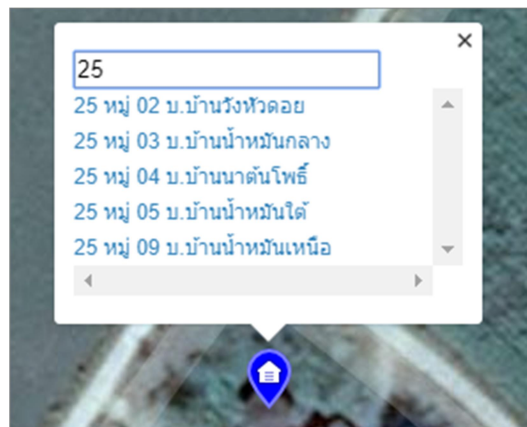 25
25 หมู่ 02 บ.บ้านวังหัวดอย
25 หมู่ 03 บ.บ้านน้ำหมันกลาง
25 หมู่ 04 บ.บ้านนาต้นโพธิ์
25 หมู่ 05 บ.บ้านน้ำหมันใต้
25 หมู่ 09 บ.บ้านน้ำหมันเหนือ